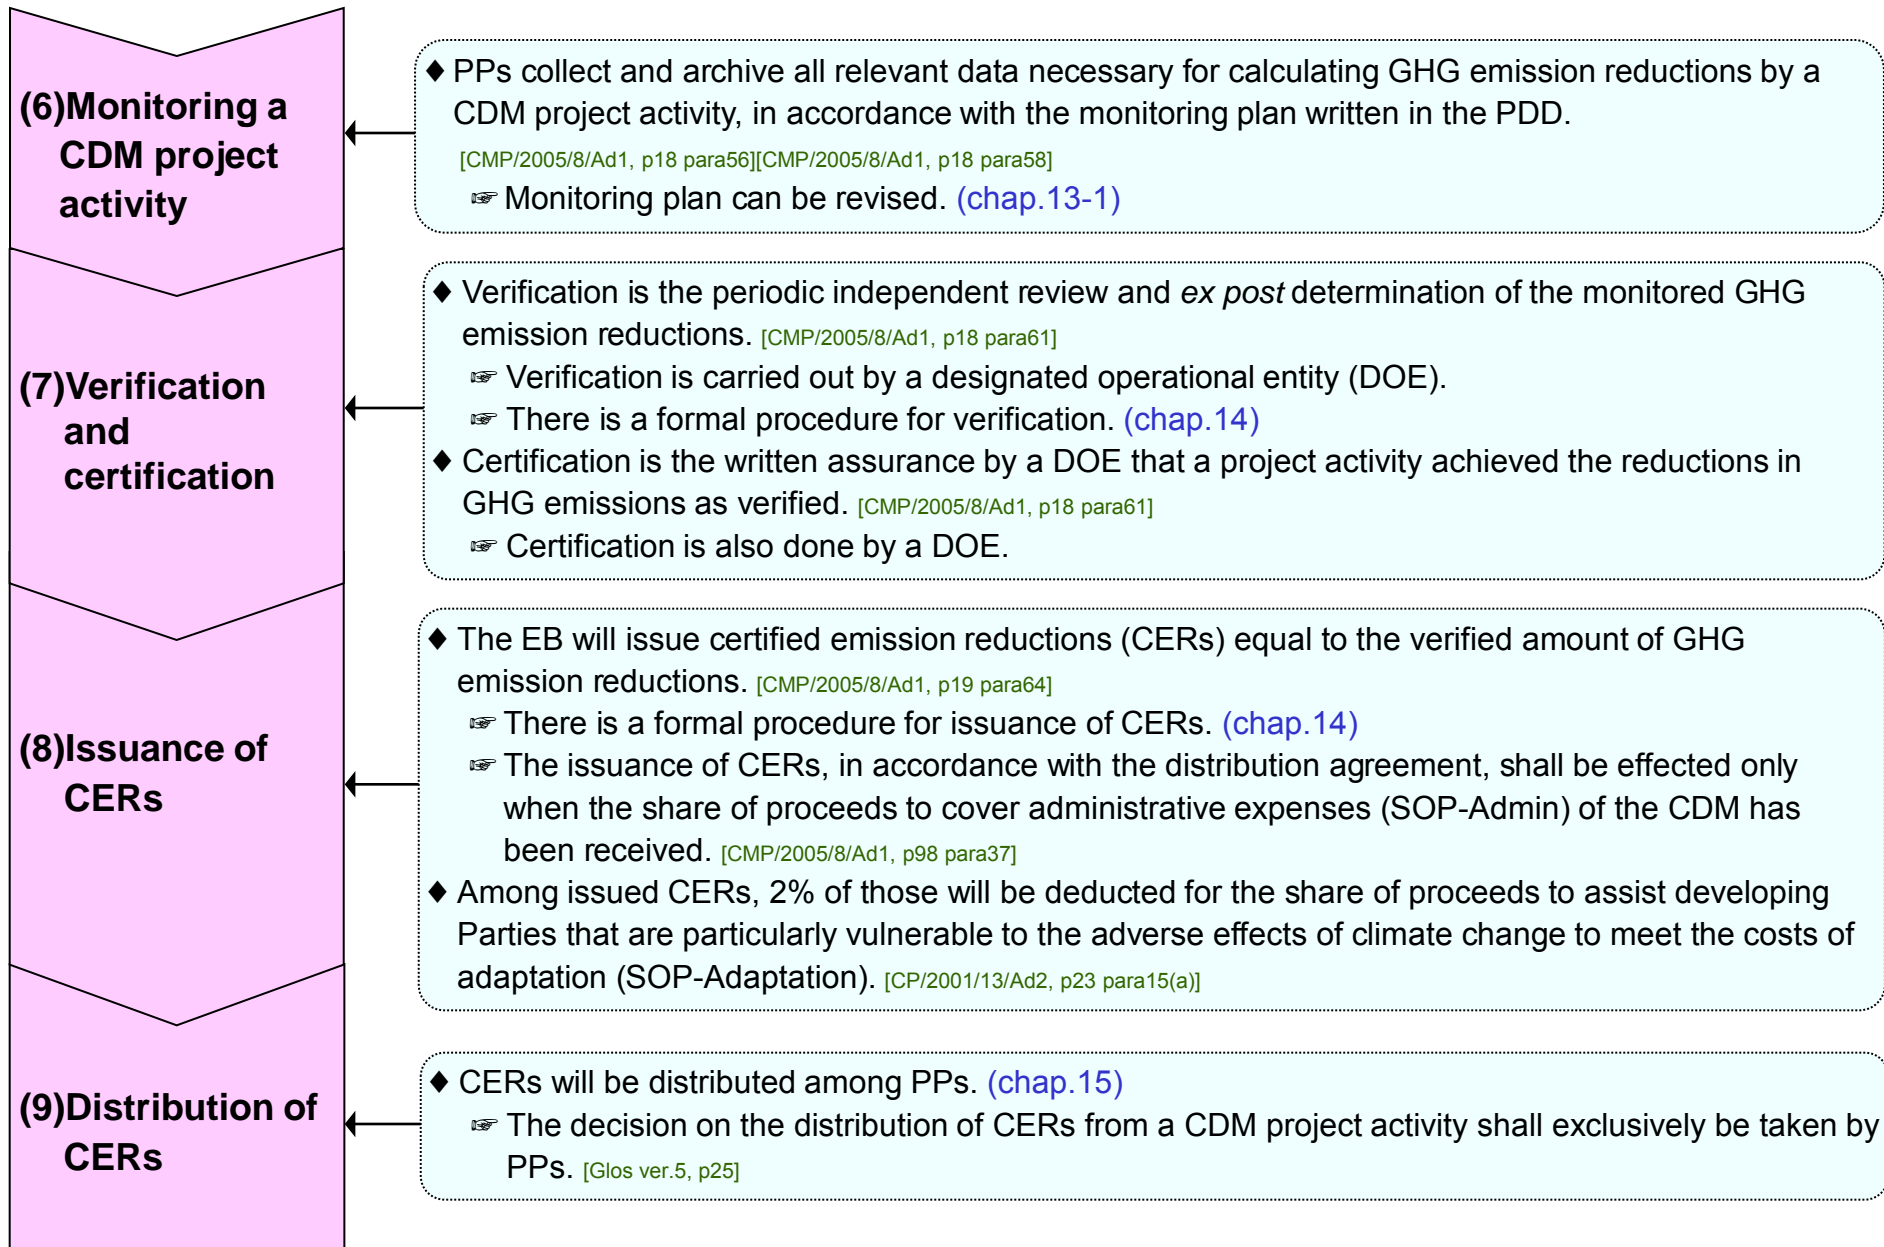 (6)Monitoring a
CDM project
activity
♦ PPs collect and archive all relevant data necessary for calculating GHG emission reductions by a
CDM project activity, in accordance with the monitoring plan written in the PDD.
[CMP/2005/8/Ad1, p18 para56][CMP/2005/8/Ad1, p18 para58]
☞ Monitoring plan can be revised. (chap.13-1)
(7)Verification
and
certification
♦ Verification is the periodic independent review and ex post determination of the monitored GHG
emission reductions. [CMP/2005/8/Ad1, p18 para61]
☞ Verification is carried out by a designated operational entity (DOE).
☞ There is a formal procedure for verification. (chap.14)
♦ Certification is the written assurance by a DOE that a project activity achieved the reductions in
GHG emissions as verified. [CMP/2005/8/Ad1, p18 para61]
☞ Certification is also done by a DOE.
(8)Issuance of
CERs
♦ The EB will issue certified emission reductions (CERs) equal to the verified amount of GHG
emission reductions. [CMP/2005/8/Ad1, p19 para64]
☞ There is a formal procedure for issuance of CERs. (chap.14)
☞ The issuance of CERs, in accordance with the distribution agreement, shall be effected only
when the share of proceeds to cover administrative expenses (SOP-Admin) of the CDM has
been received. [CMP/2005/8/Ad1, p98 para37]
♦ Among issued CERs, 2% of those will be deducted for the share of proceeds to assist developing
Parties that are particularly vulnerable to the adverse effects of climate change to meet the costs of
adaptation (SOP-Adaptation). [CP/2001/13/Ad2, p23 para15(a)]
(9)Distribution of
CERs
♦ CERs will be distributed among PPs. (chap.15)
☞ The decision on the distribution of CERs from a CDM project activity shall exclusively be taken by
PPs. [Glos ver.5, p25]